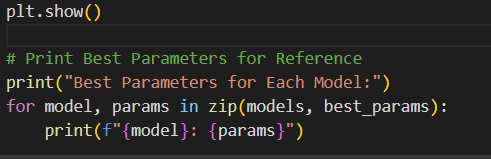 plt.show()
# Print Best Parameters for Reference
print("Best Parameters for Each Model:")
for model, params in zip(models, best_params):
    print(f"{model}: {params}")